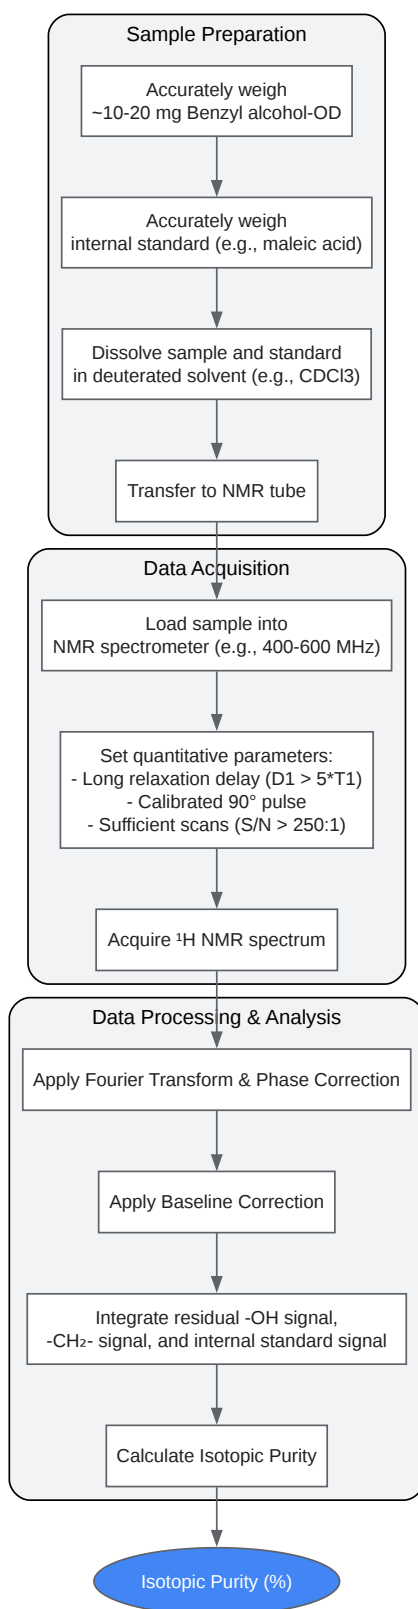 Sample Preparation
Accurately weigh
~10-20 mg Benzyl alcohol-OD
Accurately weigh
internal standard (e.g., maleic acid)
Dissolve sample and standard
in deuterated solvent (e.g., CDCl3)
Transfer to NMR tube
Data Acquisition
Load sample into
NMR spectrometer (e.g., 400-600 MHz)
Set quantitative parameters:
- Long relaxation delay (D1 > 5*T1)
- Calibrated 90° pulse
- Sufficient scans (S/N > 250:1)
Acquire ¹H NMR spectrum
Data Processing & Analysis
Apply Fourier Transform & Phase Correction
Apply Baseline Correction
Integrate residual -OH signal,
-CH₂- signal, and internal standard signal
Calculate Isotopic Purity
Isotopic Purity (%)